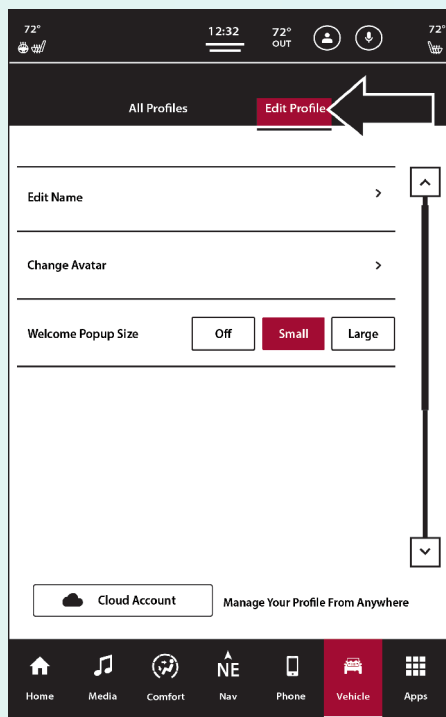 72° 12:32 72° 72°
OUT
All Profiles Edit Profile
Edit Name
Change Avatar
Welcome Popup Size Off Small Large
Cloud Account Manage Your Profile From Anywhere
NE
Home Media Comfort Nav Phone Vehicle Apps